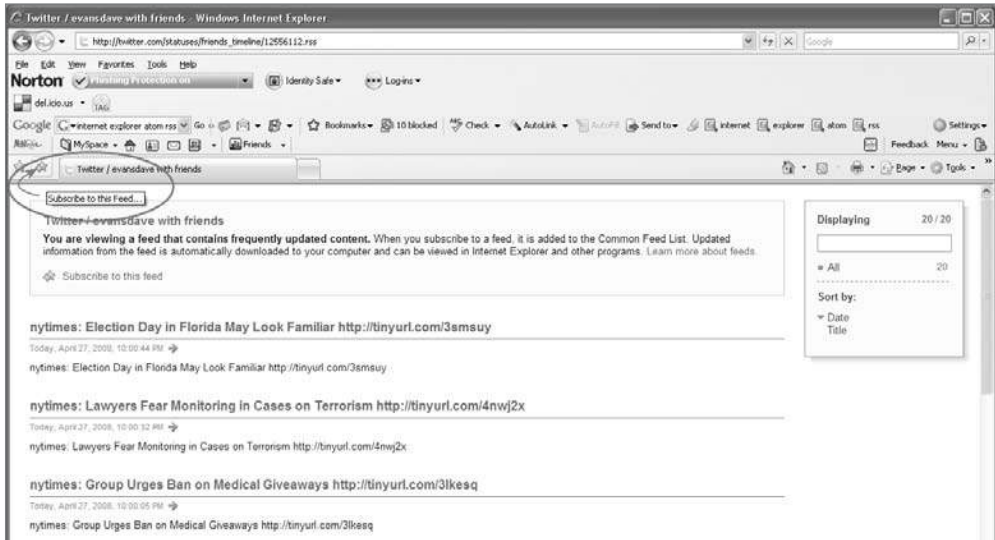 Twitter / evansdave with friends - Windows Internet Explorer
http://twitter.com/statuses/friends_timeline/12556112.rss
Google
File Edit View Favorites Tools Help
Norton Phishing Protection on Identity Safe Log-ins
del.icio.us TAG
Google internet explorer atom rss Go Bookmarks 10 blocked Check AutoLink AutoFill Send to internet explorer atom rss Settings
MySpace Friends Feedback Menu
Twitter / evansdave with friends Page Tools
Subscribe to this Feed...
Twitter / evansdave with friends
You are viewing a feed that contains frequently updated content. When you subscribe to a feed, it is added to the Common Feed List. Updated
information from the feed is automatically downloaded to your computer and can be viewed in Internet Explorer and other programs. Learn more about feeds.
Subscribe to this feed
Displaying 20 / 20
All 20
Sort by:
Date
Title
nytimes: Election Day in Florida May Look Familiar http://tinyurl.com/3smsuy
Today, April 27, 2008, 10:00:44 PM
nytimes: Election Day in Florida May Look Familiar http://tinyurl.com/3smsuy
nytimes: Lawyers Fear Monitoring in Cases on Terrorism http://tinyurl.com/4nwj2x
Today, April 27, 2008, 10:00:32 PM
nytimes: Lawyers Fear Monitoring in Cases on Terrorism http://tinyurl.com/4nwj2x
nytimes: Group Urges Ban on Medical Giveaways http://tinyurl.com/3lkesq
Today, April 27, 2008, 10:00:05 PM
nytimes: Group Urges Ban on Medical Giveaways http://tinyurl.com/3lkesq